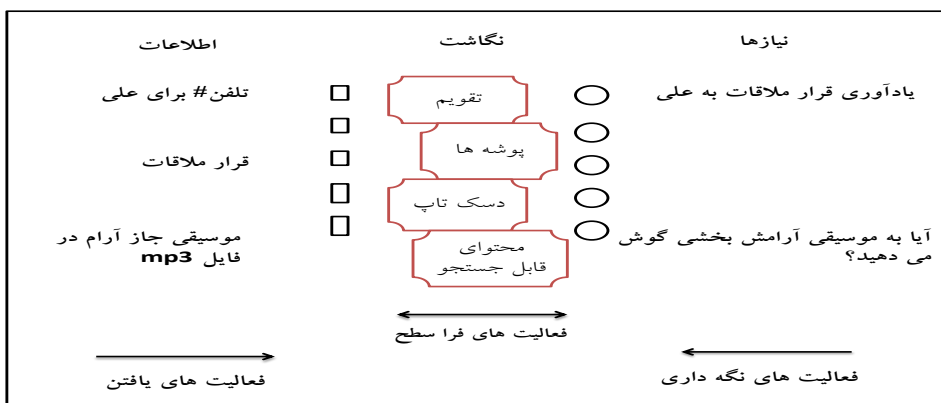 نیازها
نگاشت
اطلاعات
یادآوری قرار ملاقات به علی
تقویم
تلفن# برای علی
پوشه ها
قرار ملاقات
دسک تاپ
آیا به موسیقی آرامش بخشی گوش
می دهید؟
محتوای
قابل جستجو
موسیقی جاز آرام در
فایل mp3
فعالیت های فرا سطح
فعالیت های نگه داری
فعالیت های یافتن